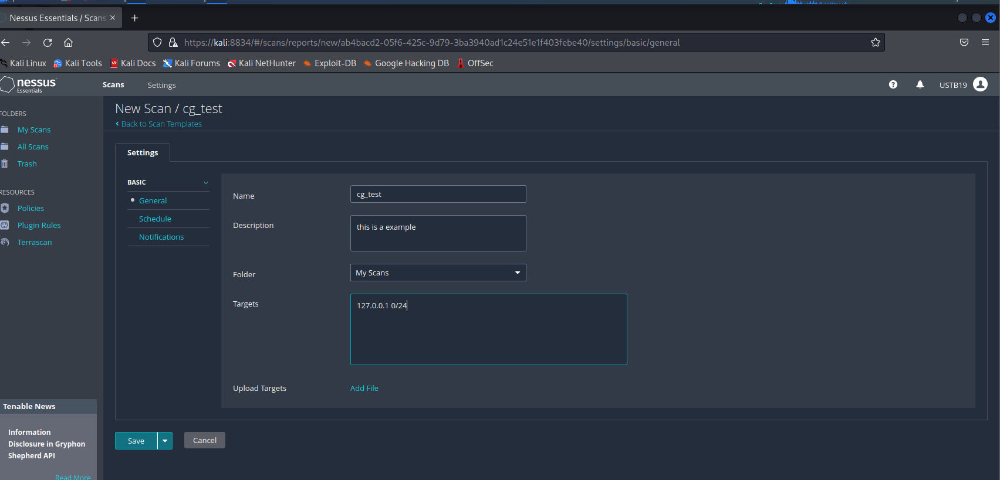 Nessus Essentials / Scans
https://kali:8834/#/scans/reports/new/ab4bacd2-05f6-425c-9d79-3ba3940ad1c24e51e1f403febe40/settings/basic/general
Kali Linux Kali Tools Kali Docs Kali Forums Kali NetHunter Exploit-DB Google Hacking DB OffSec
nessus Essentials Scans Settings USTB19
New Scan / cg_test
Back to Scan Templates
FOLDERS
My Scans
All Scans
Trash
RESOURCES
Policies
Plugin Rules
Terrascan
Tenable News
Information
Disclosure in Gryphon
Shepherd API
Read More
Settings
BASIC
General
Schedule
Notifications
Name cg_test
Description this is a example
Folder My Scans
Targets 127.0.0.1 0/24
Upload Targets Add File
Save Cancel